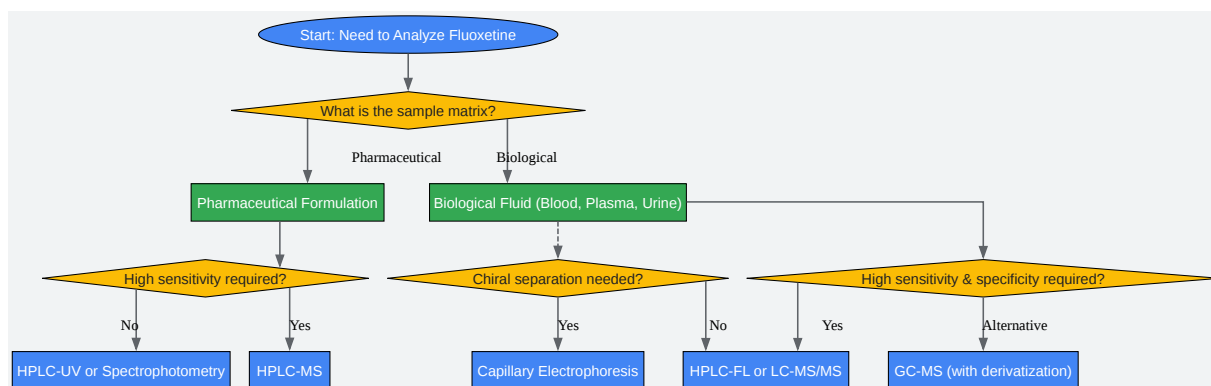 Start: Need to Analyze Fluoxetine
What is the sample matrix?
Pharmaceutical
Biological
Pharmaceutical Formulation
Biological Fluid (Blood, Plasma, Urine)
High sensitivity required?
Chiral separation needed?
High sensitivity & specificity required?
No
Yes
Yes
No
Yes
Alternative
HPLC-UV or Spectrophotometry
HPLC-MS
Capillary Electrophoresis
HPLC-FL or LC-MS/MS
GC-MS (with derivatization)